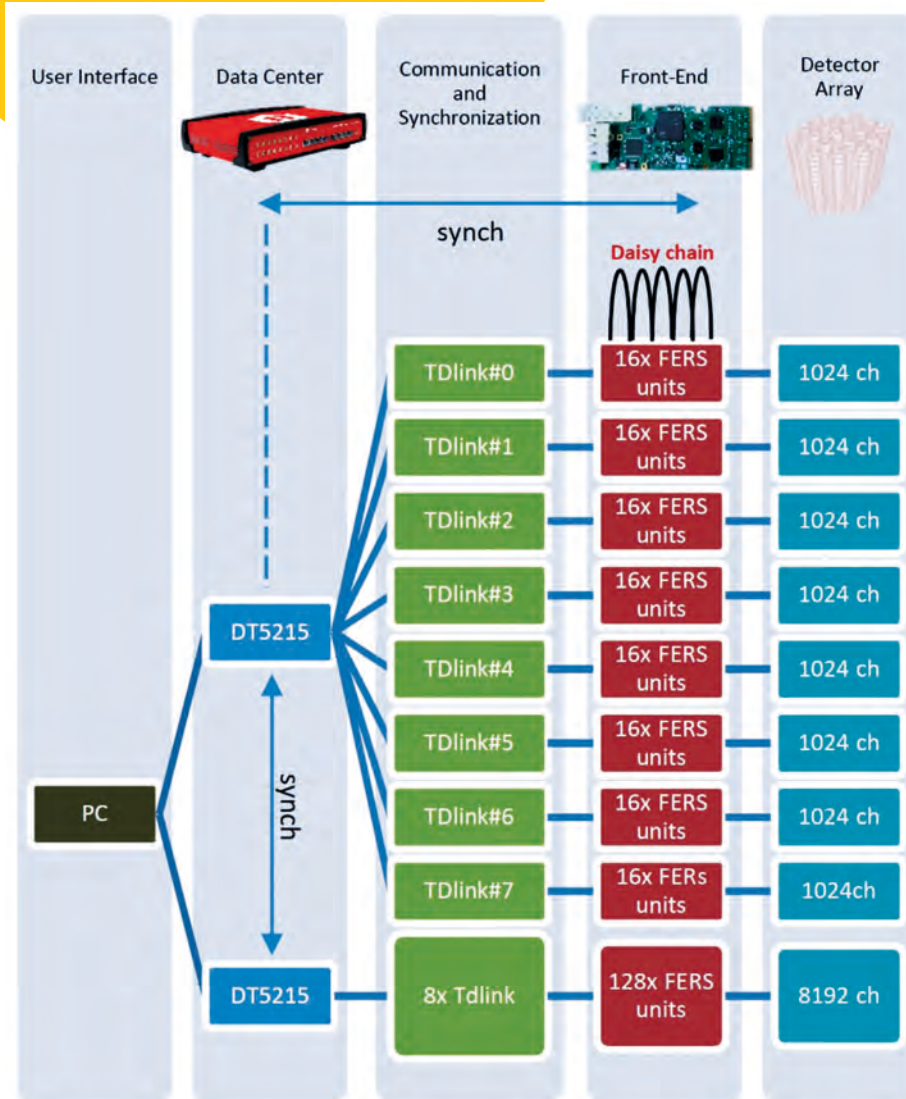 User Interface
Data Center
Communication
and
Synchronization
Front-End
Detector
Array
synch
Daisy chain
TDlink#0
16x FERS
units
1024 ch
TDlink#1
16x FERS
units
1024 ch
TDlink#2
16x FERS
units
1024 ch
TDlink#3
16x FERS
units
1024 ch
DT5215
TDlink#4
16x FERS
units
1024 ch
TDlink#5
16x FERS
units
1024 ch
synch
PC
TDlink#6
16x FERS
units
1024 ch
TDlink#7
16x FERs
units
1024ch
DT5215
8x Tdlink
128x FERS
units
8192 ch